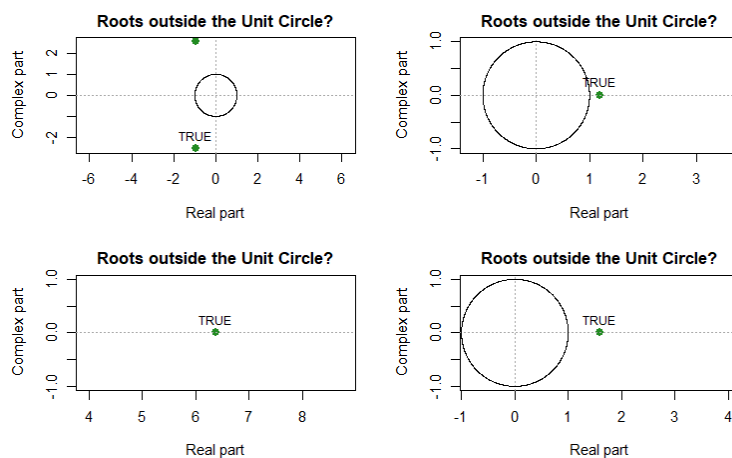 Roots outside the Unit Circle?
Complex part
2
1
0
-2
TRUE
-6 -4 -2 0 2 4 6
Real part
Roots outside the Unit Circle?
Complex part
1.0
0.0
-1.0
TRUE
-1 0 1 2 3
Real part
Roots outside the Unit Circle?
Complex part
1.0
0.0
-1.0
TRUE
4 5 6 7 8
Real part
Roots outside the Unit Circle?
Complex part
1.0
0.0
-1.0
TRUE
-1 0 1 2 3 4
Real part